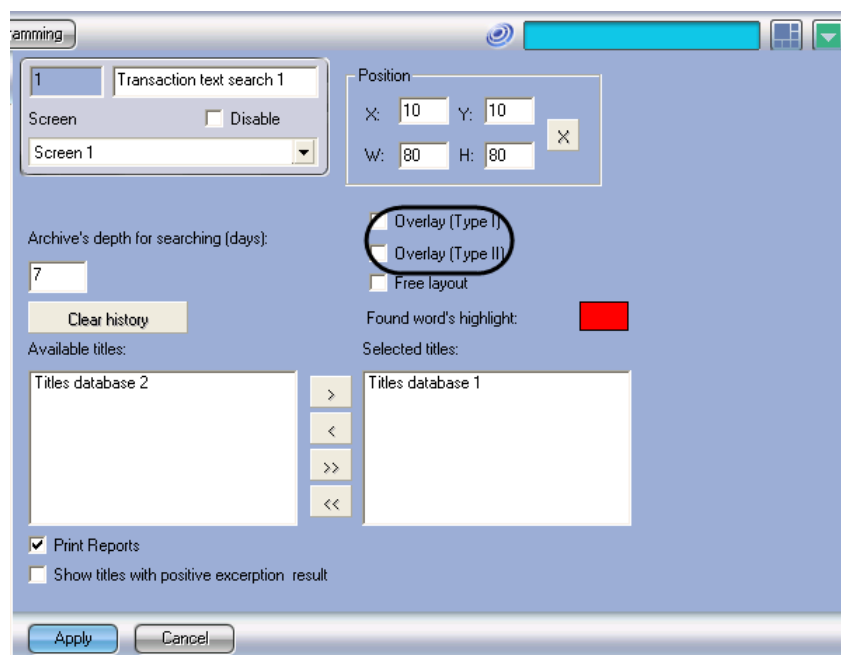 amming
1 Transaction text search 1
Screen Disable
Screen 1
Position
X: 10 Y: 10
X
W: 80 H: 80
Overlay (Type I)
Archive's depth for searching (days):
Overlay (Type II)
7
Free layout
Clear history
Found word's highlight:
Available titles:
Selected titles:
Titles database 2
Titles database 1
>
<
>>
<<
Print Reports
Show titles with positive excerption result
Apply Cancel